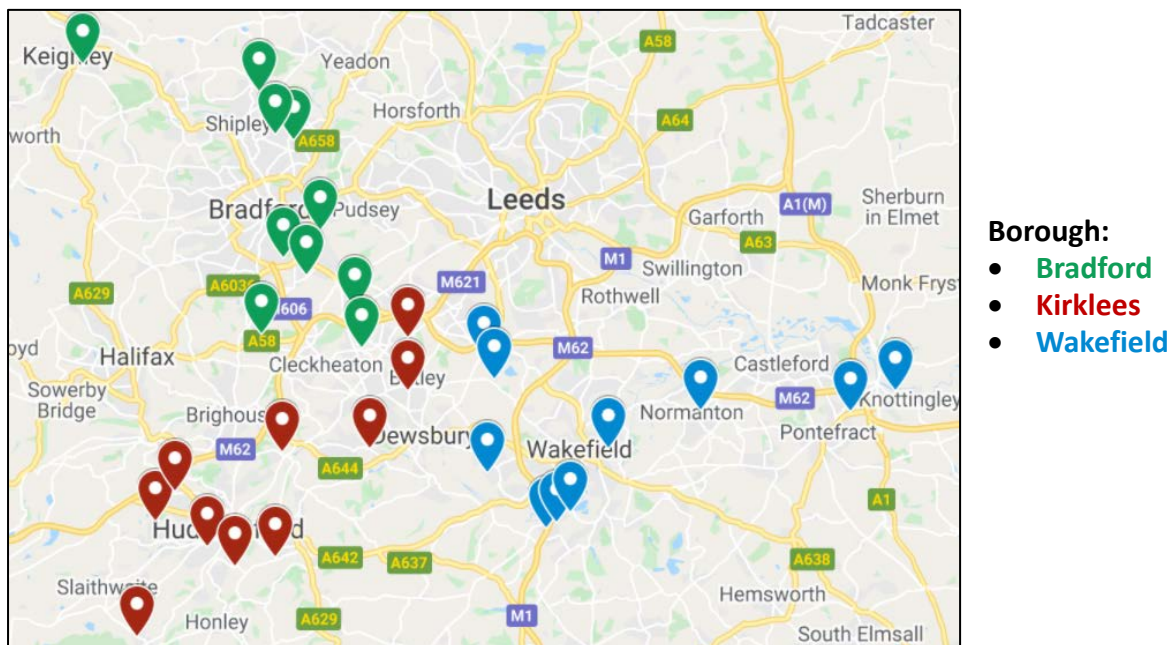 Tadcaster
A58
Keighley
Yeadon
Horsforth
A64
Shipley
worth
A658
Leeds
Sherburn
in Elmet
A1(M)
Bradford
Pudsey
Garforth
A63
M1
Swillington
Monk Fryst
M621
Rothwell
A629
A6036
M606
A58
M62
Halifax
Cleckheaton
Castleford
oyd
Sowerby
Bridge
Batley
Brighouse
Normanton
M62
Knottingley
Dewsbury
Wakefield
Pontefract
M62
A644
A1
Huddersfield
A642
A637
A638
Slaithwaite
Hemsworth
Honley
A629
M1
South Elmsall
Borough:
• Bradford
• Kirklees
• Wakefield